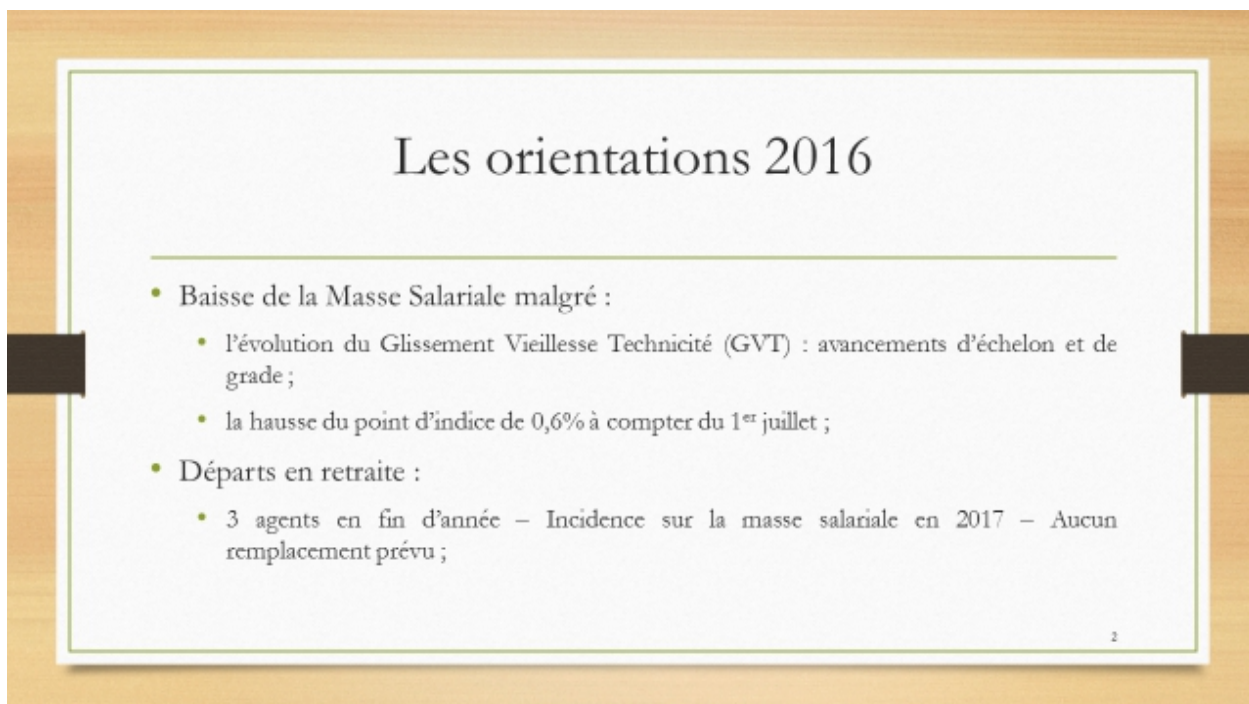 Les orientations 2016
• Baisse de la Masse Salariale malgré :
• l’évolution du Glissement Vieillesse Technicité (GVT) : avancements d’échelon et de
grade ;
• la hausse du point d’indice de 0,6% à compter du 1er juillet ;
• Départs en retraite :
• 3 agents en fin d’année – Incidence sur la masse salariale en 2017 – Aucun
remplacement prévu ;
2